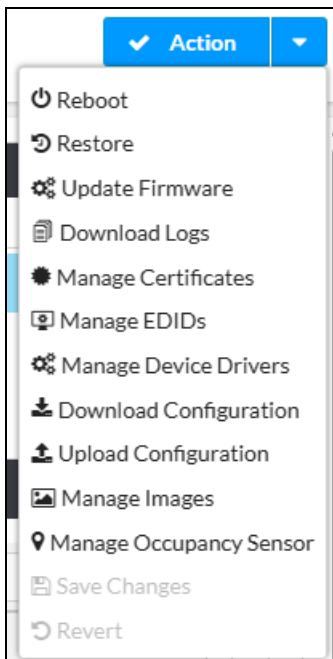 Action
Reboot
Restore
Update Firmware
Download Logs
Manage Certificates
Manage EDIDs
Manage Device Drivers
Download Configuration
Upload Configuration
Manage Images
Manage Occupancy Sensor
Save Changes
Revert